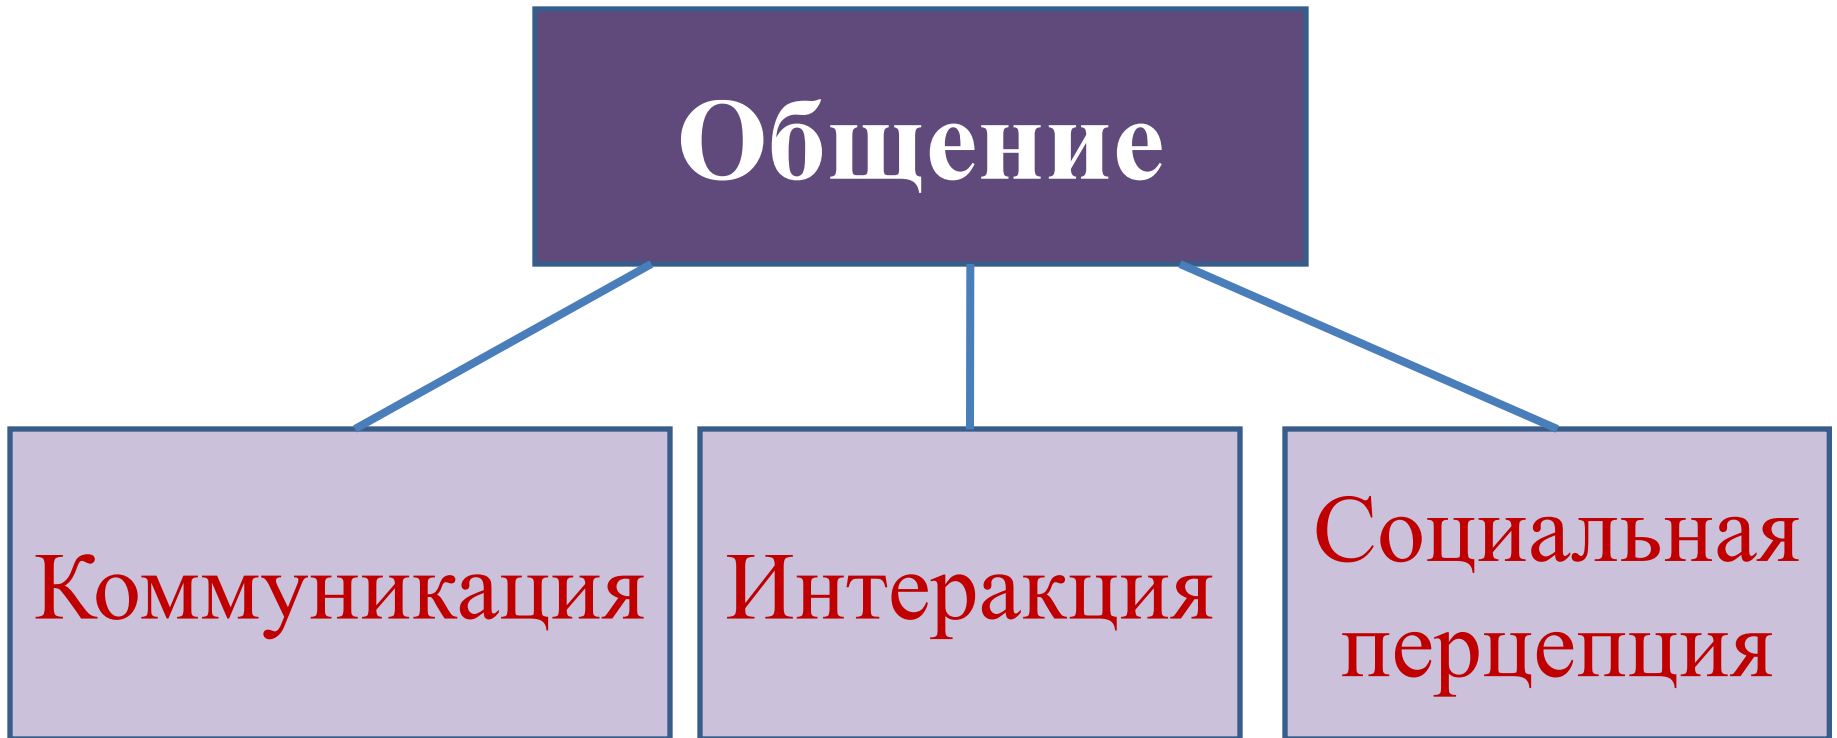 Общение
Коммуникация
Интеракция
Социальная
перцепция